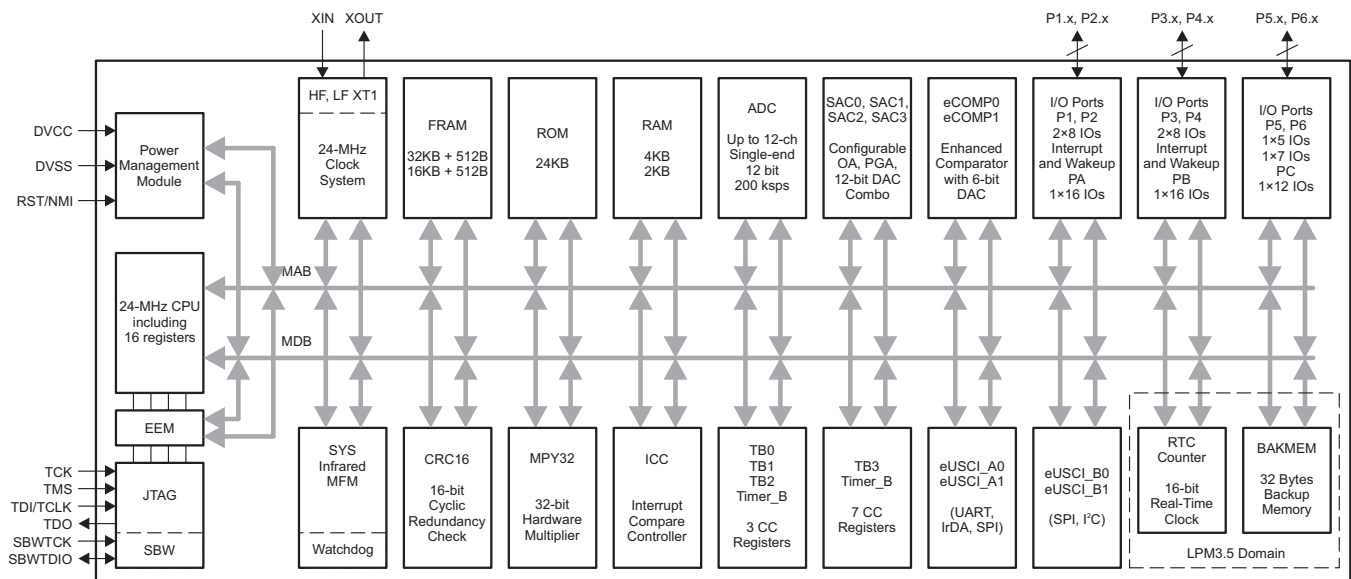 XIN XOUT
P1.x, P2.x
P3.x, P4.x
P5.x, P6.x
DVCC
DVSS
RST/NMI
Power
Management
Module
HF, LF XT1
24-MHz
Clock
System
FRAM
32KB + 512B
16KB + 512B
ROM
24KB
RAM
4KB
2KB
ADC
Up to 12-ch
Single-end
12 bit
200 ksps
SAC0, SAC1,
SAC2, SAC3
Configurable
OA, PGA,
12-bit DAC
Combo
eCOMP0
eCOMP1
Enhanced
Comparator
with 6-bit
DAC
I/O Ports
P1, P2
2×8 IOs
Interrupt
and Wakeup
PA
1×16 IOs
I/O Ports
P3, P4
2×8 IOs
Interrupt
and Wakeup
PB
1×16 IOs
I/O Ports
P5, P6
1×5 IOs
1×7 IOs
PC
1×12 IOs
MAB
MDB
24-MHz CPU
including
16 registers
EEM
TCK
TMS
TDI/TCLK
TDO
SBWTCK
SBWTDIO
JTAG
SBW
SYS
Infrared
MFM
Watchdog
CRC16
16-bit
Cyclic
Redundancy
Check
MPY32
32-bit
Hardware
Multiplier
ICC
Interrupt
Compare
Controller
TB0
TB1
TB2
Timer_B
3 CC
Registers
TB3
Timer_B
7 CC
Registers
eUSCI_A0
eUSCI_A1
(UART,
IrDA, SPI)
eUSCI_B0
eUSCI_B1
(SPI, I²C)
RTC
Counter
16-bit
Real-Time
Clock
BAKMEM
32 Bytes
Backup
Memory
LPM3.5 Domain